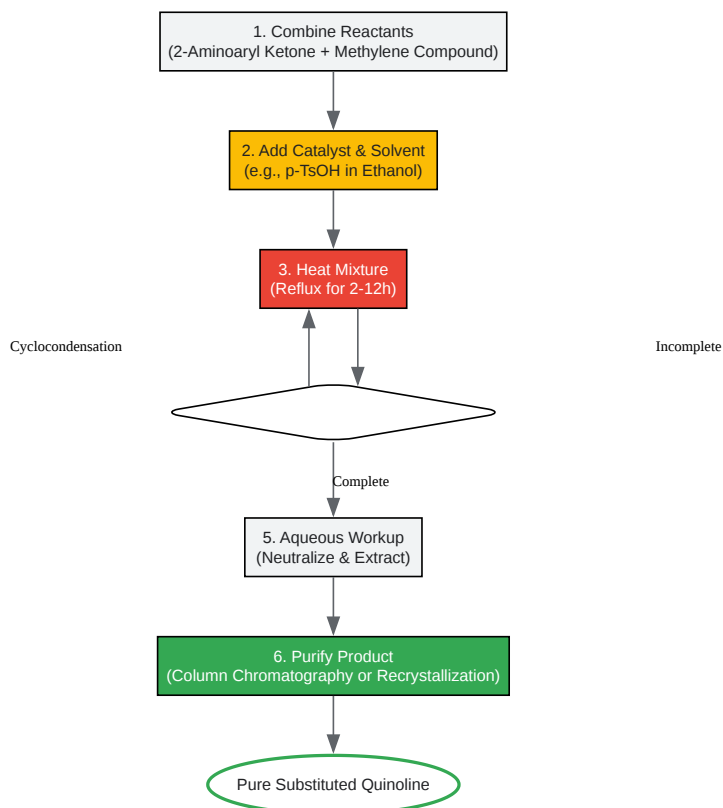 1. Combine Reactants
(2-Aminoaryl Ketone + Methylene Compound)
2. Add Catalyst & Solvent
(e.g., p-TsOH in Ethanol)
3. Heat Mixture
(Reflux for 2-12h)
Cyclocondensation
Incomplete
Complete
5. Aqueous Workup
(Neutralize & Extract)
6. Purify Product
(Column Chromatography or Recrystallization)
Pure Substituted Quinoline